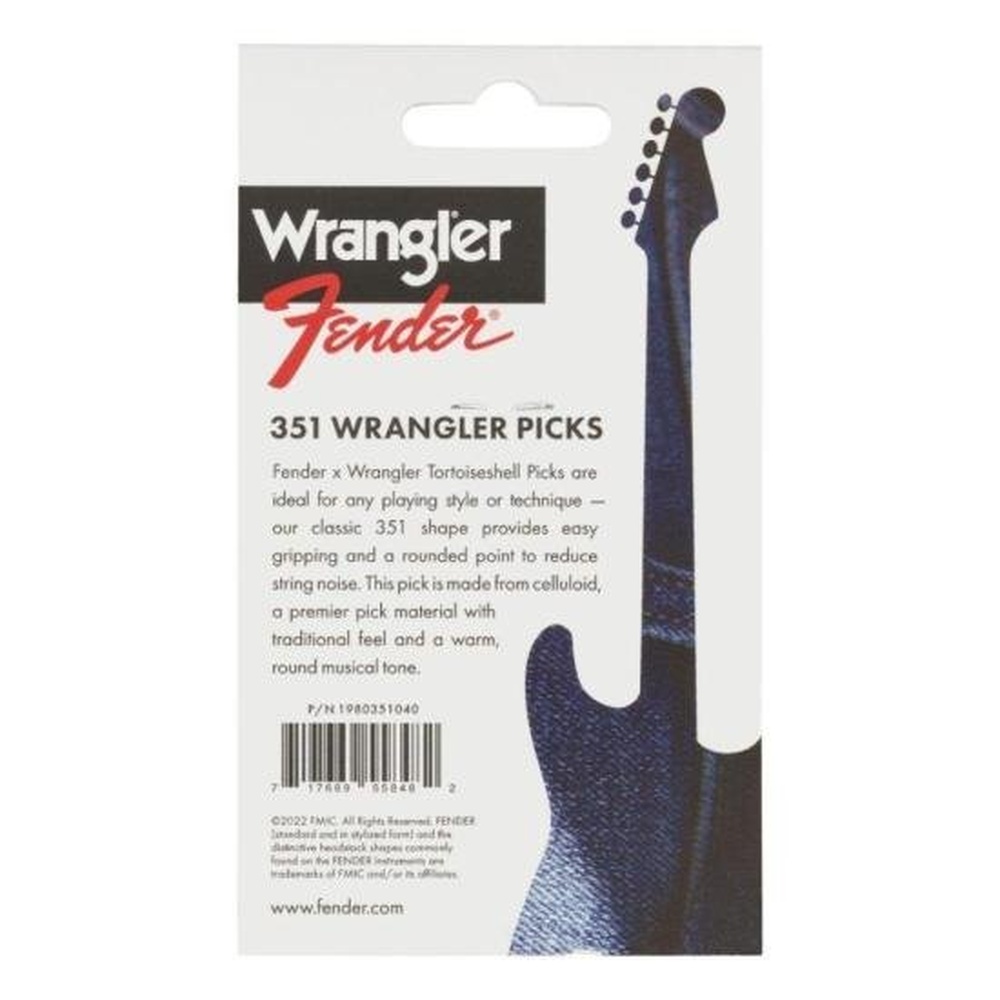 Wrangler
Fender®
351 WRANGLER PICKS
Fender x Wrangler Tortoiseshell Picks are
ideal for any playing style or technique —
our classic 351 shape provides easy
gripping and a rounded point to reduce
string noise. This pick is made from celluloid,
a premier pick material with
traditional feel and a warm,
round musical tone.
P/N 1980351040
7 17669 55848 2
©2022 FMIC. All Rights Reserved. FENDER
(standard and in stylized form) and the
distinctive headstock shapes commonly
found on the FENDER instruments are
trademarks of FMIC and/or its affiliates.
www.fender.com